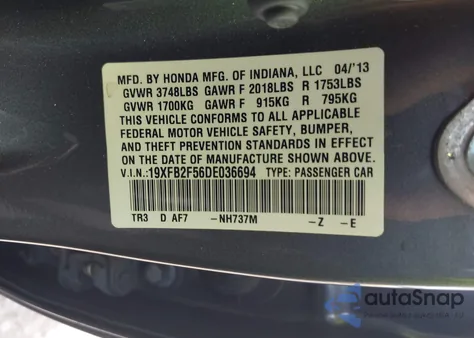 MFD. BY HONDA MFG. OF INDIANA, LLC 04/'13
GVWR 3748LBS GAWR F 2018LBS R 1753LBS
GVWR 1700KG GAWR F 915KG R 795KG
THIS VEHICLE CONFORMS TO ALL APPLICABLE
FEDERAL MOTOR VEHICLE SAFETY, BUMPER,
AND THEFT PREVENTION STANDARDS IN EFFECT
ON THE DATE OF MANUFACTURE SHOWN ABOVE.
V.I.N.:19XFB2F56DE036694 TYPE: PASSENGER CAR
TR3 D AF7 -NH737M -Z -E
autoSnap